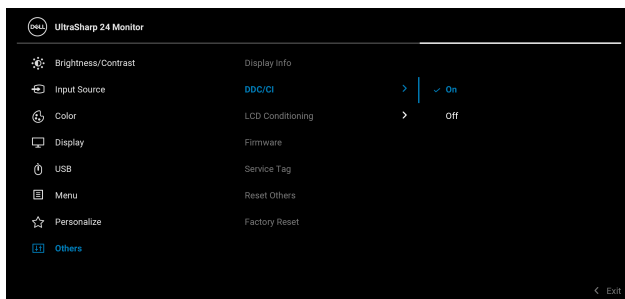 DELL UltraSharp 24 Monitor
Brightness/Contrast Display Info
Input Source DDC/CI On
Color LCD Conditioning Off
Display Firmware
USB Service Tag
Menu Reset Others
Personalize Factory Reset
Others
Exit